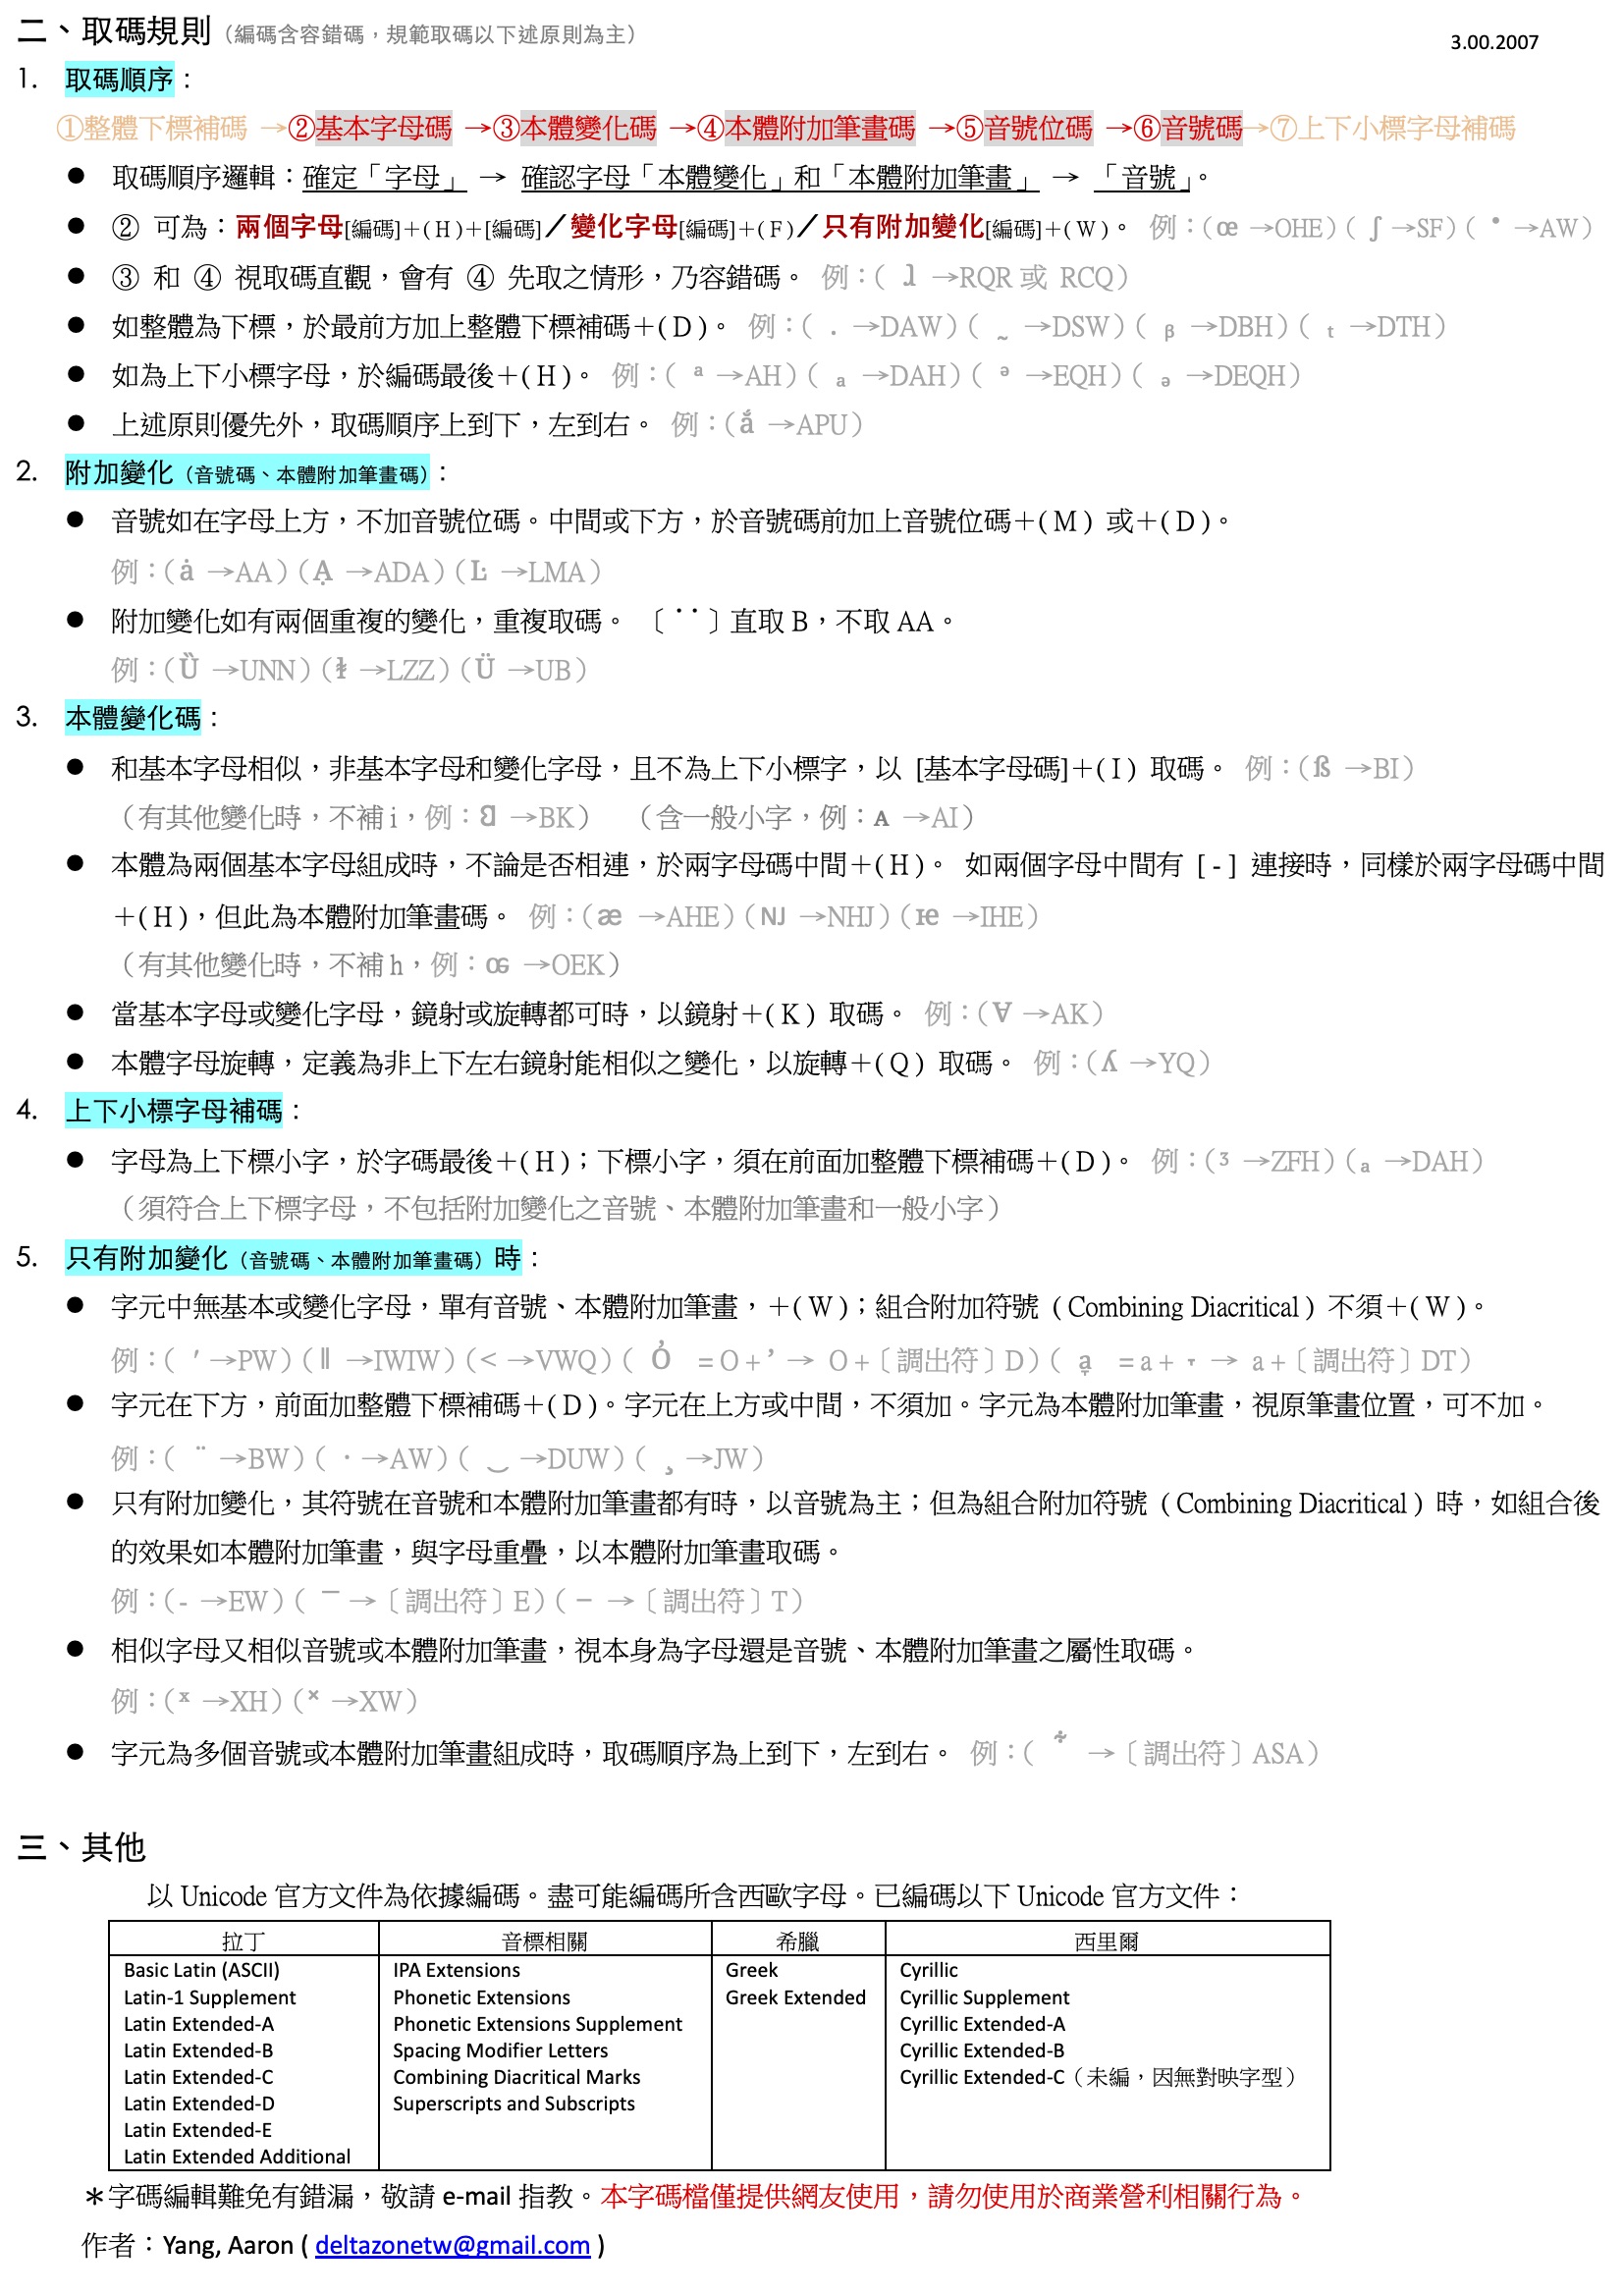 二、取碼規則（編碼含容錯碼，規範取碼以下述原則為主）
3.00.2007
1. 取碼順序：
①整體下標補碼 →②基本字母碼 →③本體變化碼 →④本體附加筆畫碼 →⑤音號位碼 →⑥音號碼→⑦上下小標字母補碼
● 取碼順序邏輯：確定「字母」 → 確認字母「本體變化」和「本體附加筆畫」 → 「音號」。
● ② 可為：兩個字母[編碼]＋(H)＋[編碼]／變化字母[編碼]＋(F)／只有附加變化[編碼]＋(W)。 例：(œ →OHE)( ʃ →SF)( ˙ →AW)
● ③ 和 ④ 視取碼直觀，會有 ④ 先取之情形，乃容錯碼。 例：( ɺ →RQR 或 RCQ)
● 如整體為下標，於最前方加上整體下標補碼＋(D)。 例：( . →DAW)( ˷ →DSW)( ᵦ →DBH)( ₜ →DTH)
● 如為上下小標字母，於編碼最後＋(H)。 例：( ᵃ →AH)( ₐ →DAH)( ᵊ →EQH)( ₔ →DEQH)
● 上述原則優先外，取碼順序上到下，左到右。 例：(ắ →APU)
2. 附加變化（音號碼、本體附加筆畫碼）：
● 音號如在字母上方，不加音號位碼。中間或下方，於音號碼前加上音號位碼＋(M) 或＋(D)。
例：(ȧ →AA)(Ạ →ADA)(Ŀ →LMA)
● 附加變化如有兩個重複的變化，重複取碼。〔˙˙〕直取 B，不取 AA。
例：(Ȕ →UNN)(ⱡ →LZZ)(Ü →UB)
3. 本體變化碼：
● 和基本字母相似，非基本字母和變化字母，且不為上下小標字，以 [基本字母碼]＋(I) 取碼。 例：(ß →BI)
（有其他變化時，不補 i，例：ᙠ →BK） （含一般小字，例：ᴀ →AI）
● 本體為兩個基本字母組成時，不論是否相連，於兩字母碼中間＋(H)。 如兩個字母中間有 [ - ] 連接時，同樣於兩字母碼中間
＋(H)，但此為本體附加筆畫碼。 例：(æ →AHE)(Ǌ →NHJ)(ѥ →IHE)
（有其他變化時，不補 h，例：ꭀ →OEK）
● 當基本字母或變化字母，鏡射或旋轉都可時，以鏡射＋(K) 取碼。 例：(∀ →AK)
● 本體字母旋轉，定義為非上下左右鏡射能相似之變化，以旋轉＋(Q) 取碼。 例：(ʎ →YQ)
4. 上下小標字母補碼：
● 字母為上下標小字，於字碼最後＋(H)；下標小字，須在前面加整體下標補碼＋(D)。 例：(ᶾ →ZFH)(ₐ →DAH)
（須符合上下標字母，不包括附加變化之音號、本體附加筆畫和一般小字）
5. 只有附加變化（音號碼、本體附加筆畫碼）時：
● 字元中無基本或變化字母，單有音號、本體附加筆畫，＋(W)；組合附加符號 (Combining Diacritical) 不須＋(W)。
例：( ′ →PW)(ǁ →IWIW)(˂ →VWQ)( Ỏ = O + ’ → O +〔調出符〕D)( a̩ = a + ˕ → a +〔調出符〕DT)
● 字元在下方，前面加整體下標補碼＋(D)。字元在上方或中間，不須加。字元為本體附加筆畫，視原筆畫位置，可不加。
例：( ¨ →BW)( · →AW)( ‿ →DUW)( ¸ →JW)
● 只有附加變化，其符號在音號和本體附加筆畫都有時，以音號為主；但為組合附加符號 (Combining Diacritical) 時，如組合後
的效果如本體附加筆畫，與字母重疊，以本體附加筆畫取碼。
例：(- →EW)( ¯ →〔調出符〕E)( − →〔調出符〕T)
● 相似字母又相似音號或本體附加筆畫，視本身為字母還是音號、本體附加筆畫之屬性取碼。
例：(ˣ →XH)(˟ →XW)
● 字元為多個音號或本體附加筆畫組成時，取碼順序為上到下，左到右。 例：( ͋ →〔調出符〕ASA)
三、其他
以 Unicode 官方文件為依據編碼。盡可能編碼所含西歐字母。已編碼以下 Unicode 官方文件：
拉丁 音標相關 希臘 西里爾
Basic Latin (ASCII) IPA Extensions Greek Cyrillic
Latin-1 Supplement Phonetic Extensions Greek Extended Cyrillic Supplement
Latin Extended-A Phonetic Extensions Supplement Cyrillic Extended-A
Latin Extended-B Spacing Modifier Letters Cyrillic Extended-B
Latin Extended-C Combining Diacritical Marks Cyrillic Extended-C（未編，因無對映字型）
Latin Extended-D Superscripts and Subscripts
Latin Extended-E
Latin Extended Additional
＊字碼編輯難免有錯漏，敬請 e-mail 指教。本字碼檔僅提供網友使用，請勿使用於商業營利相關行為。
作者：Yang, Aaron ( deltazonetw@gmail.com )